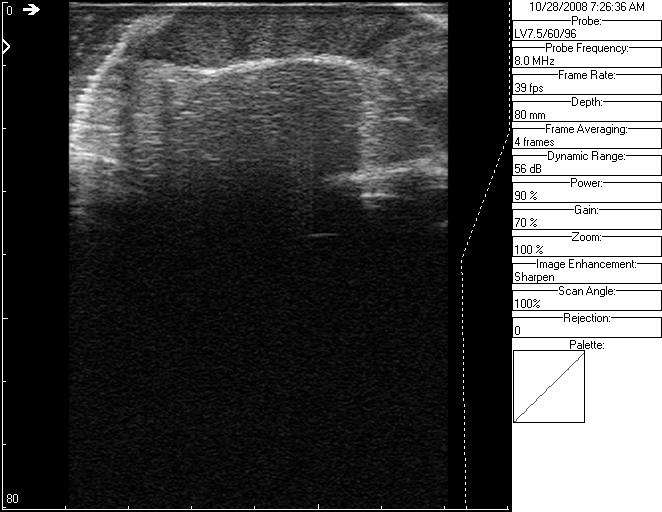 0
80
10/28/2008 7:26:36 AM
Probe:
LV7.5/60/96
Probe Frequency:
8.0 MHz
Frame Rate:
39 fps
Depth:
80 mm
Frame Averaging:
4 frames
Dynamic Range:
56 dB
Power:
90 %
Gain:
70 %
Zoom:
100 %
Image Enhancement:
Sharpen
Scan Angle:
100%
Rejection:
0
Palette: